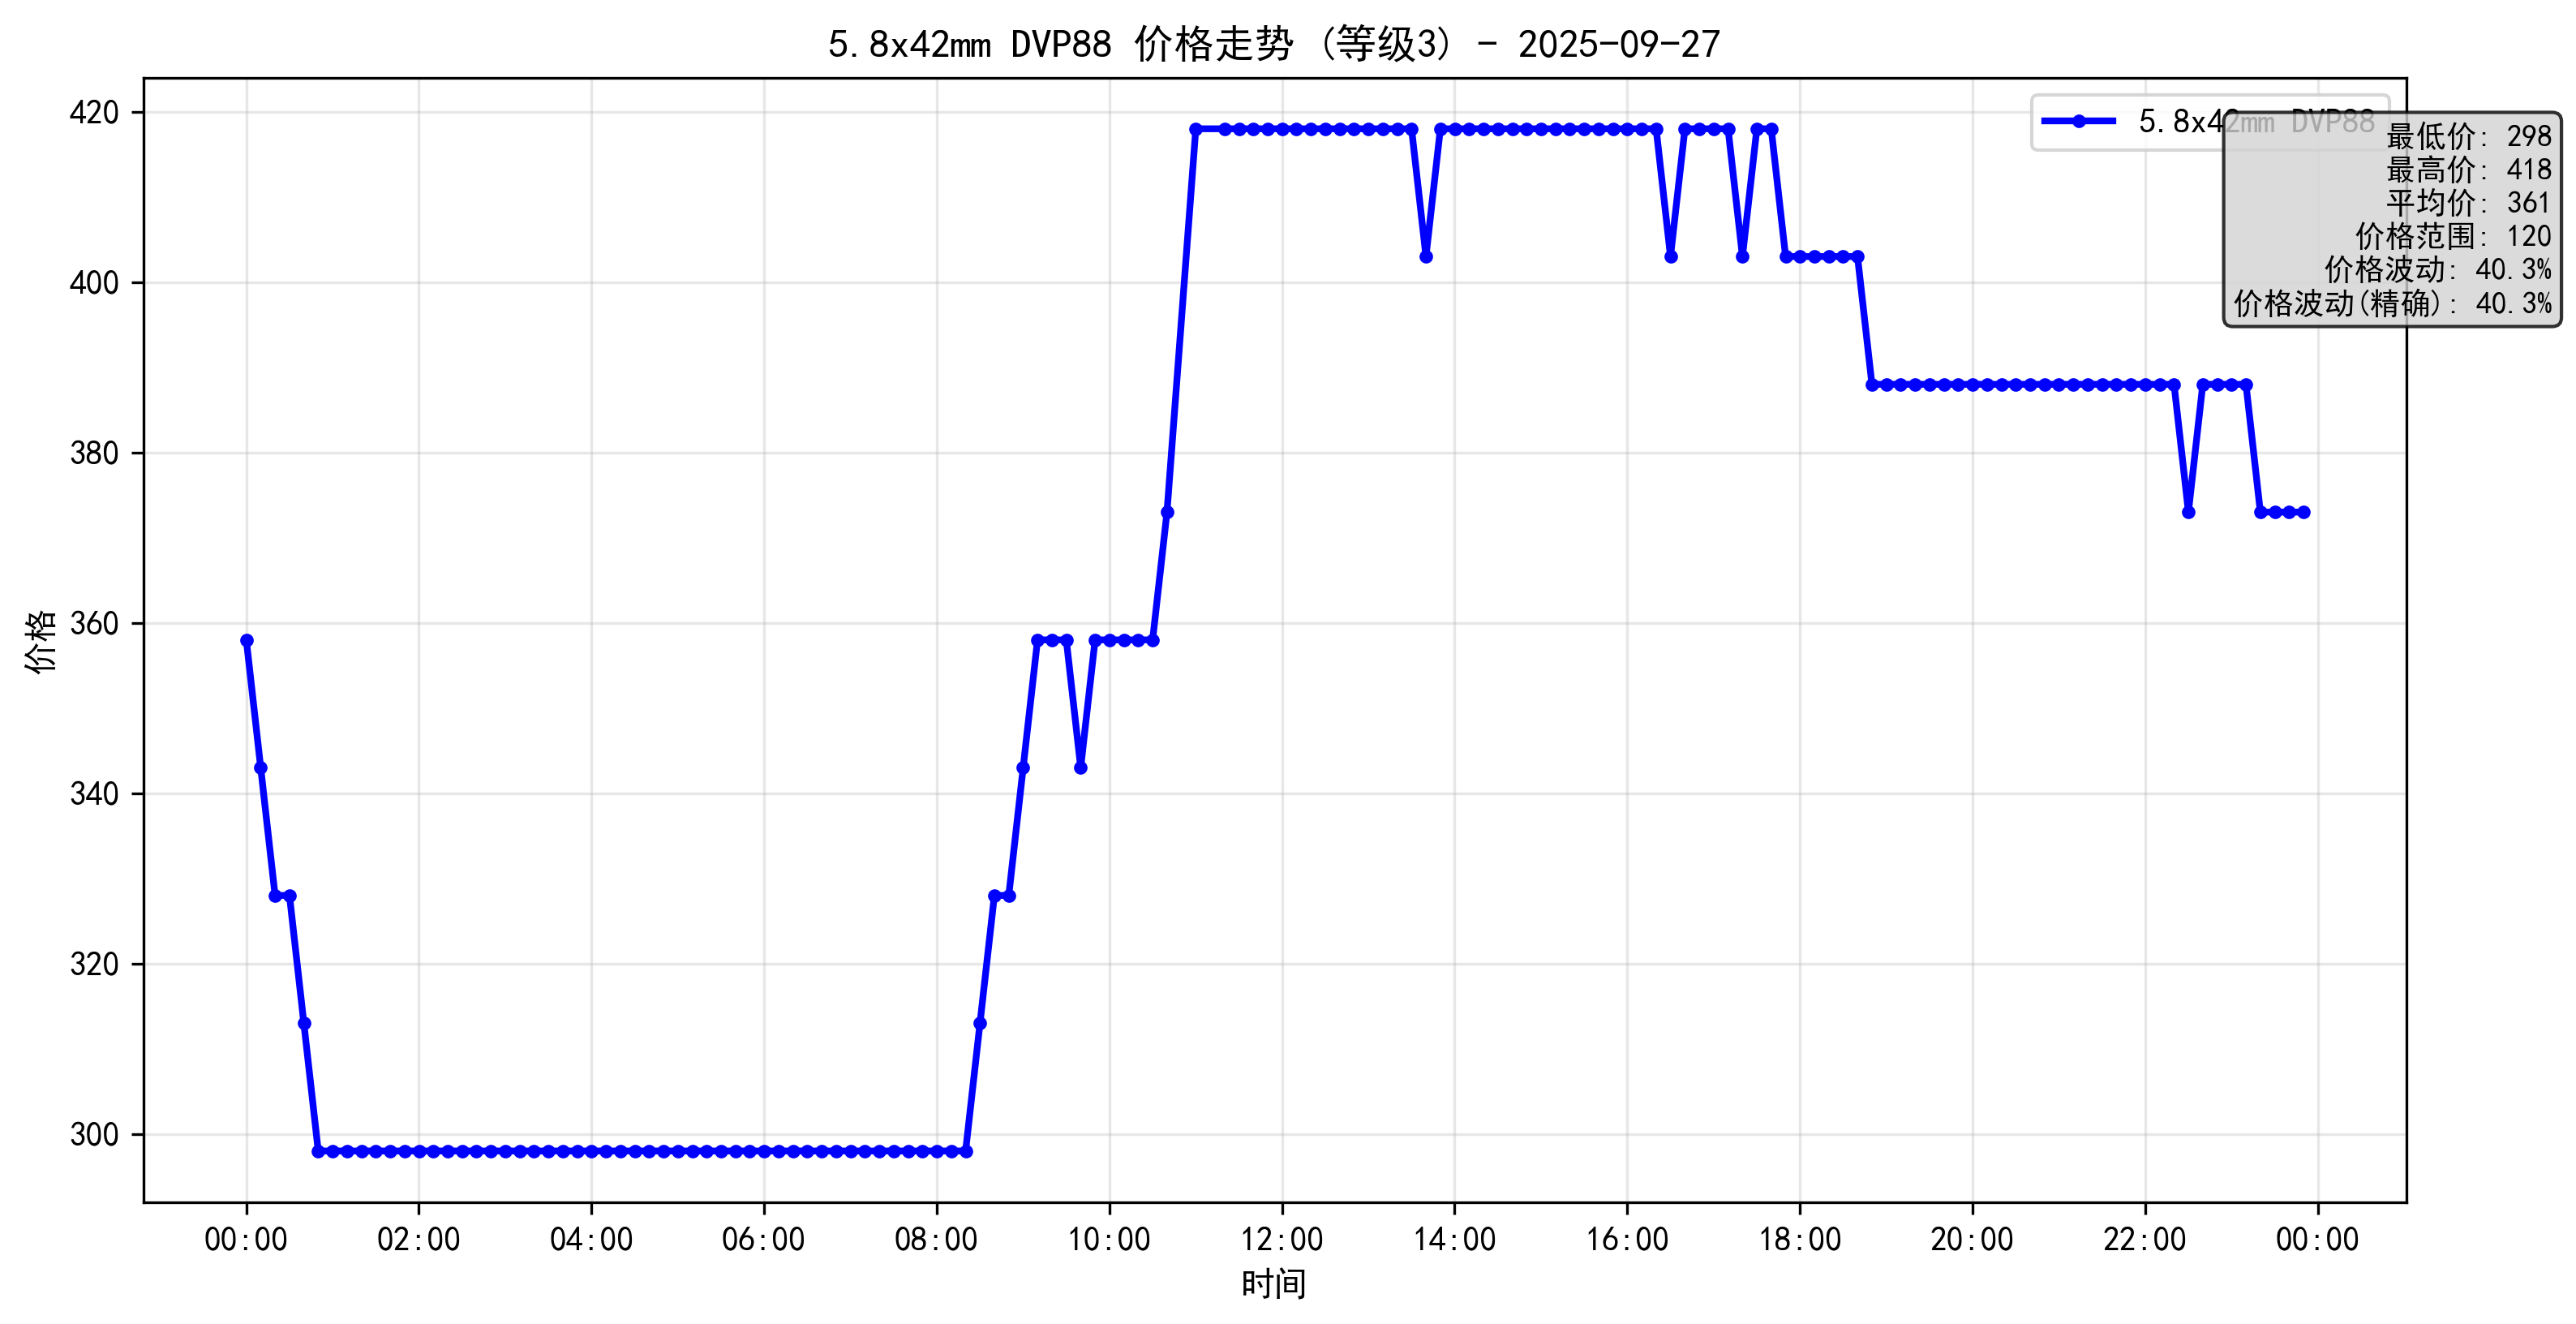 5.8x42mm DVP88 价格走势 (等级3) - 2025-09-27
420
400
380
360
340
320
300
价格
5.8x42mm DVP88
最低价: 298
最高价: 418
平均价: 361
价格范围: 120
价格波动: 40.3%
价格波动(精确): 40.3%
00:00 02:00 04:00 06:00 08:00 10:00 12:00 14:00 16:00 18:00 20:00 22:00 00:00
时间